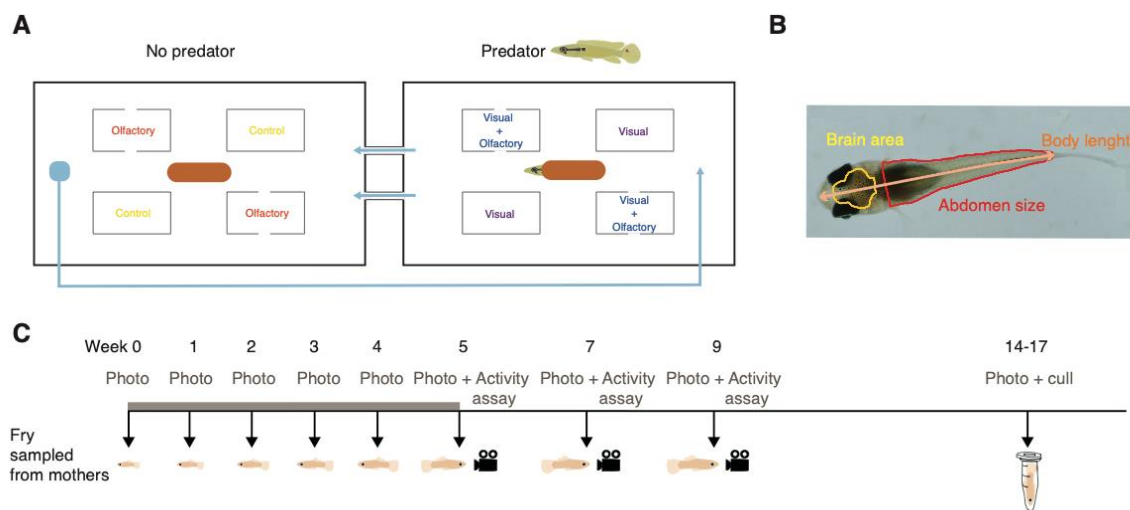 A
No predator
Predator
Olfactory
Control
Control
Olfactory
Visual
+
Olfactory
Visual
Visual
Visual
+
Olfactory
B
Brain area
Body lenght
Abdomen size
C
Week 0
1
2
3
4
5
7
9
14-17
Photo
Photo
Photo
Photo
Photo
Photo + Activity
assay
Photo + Activity
assay
Photo + Activity
assay
Photo + cull
Fry
sampled
from mothers